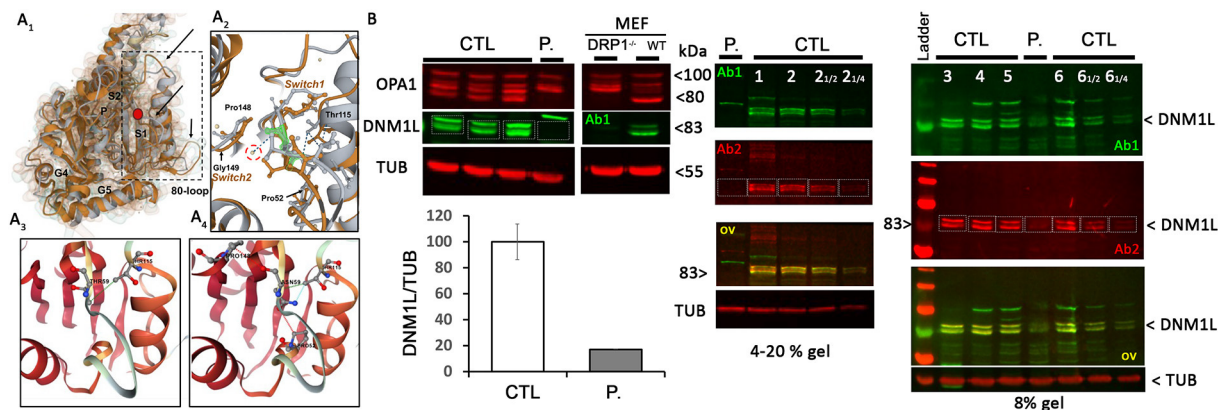 A1
S2
P
S1
G4
G5
80-loop
A2
Switch1
Pro148
Thr115
Gly149
Switch2
Pro52
A3
THR59
THR115
A4
PRO148
ASN59
THR115
PRO52
B
CTL P. MEF
DRP1-/- WT kDa
OPA1 <100
<80
DNM1L Ab1 <83
TUB <55
DNM1L/TUB
120
100
80
60
40
20
0
CTL P.
P. CTL
1 2 21/2 21/4
Ab1
Ab2
ov
83>
TUB
4-20 % gel
Ladder CTL P. CTL
3 4 5 6 61/2 61/4
< DNM1L
Ab1
83> < DNM1L
Ab2
< DNM1L
ov
< TUB
8% gel